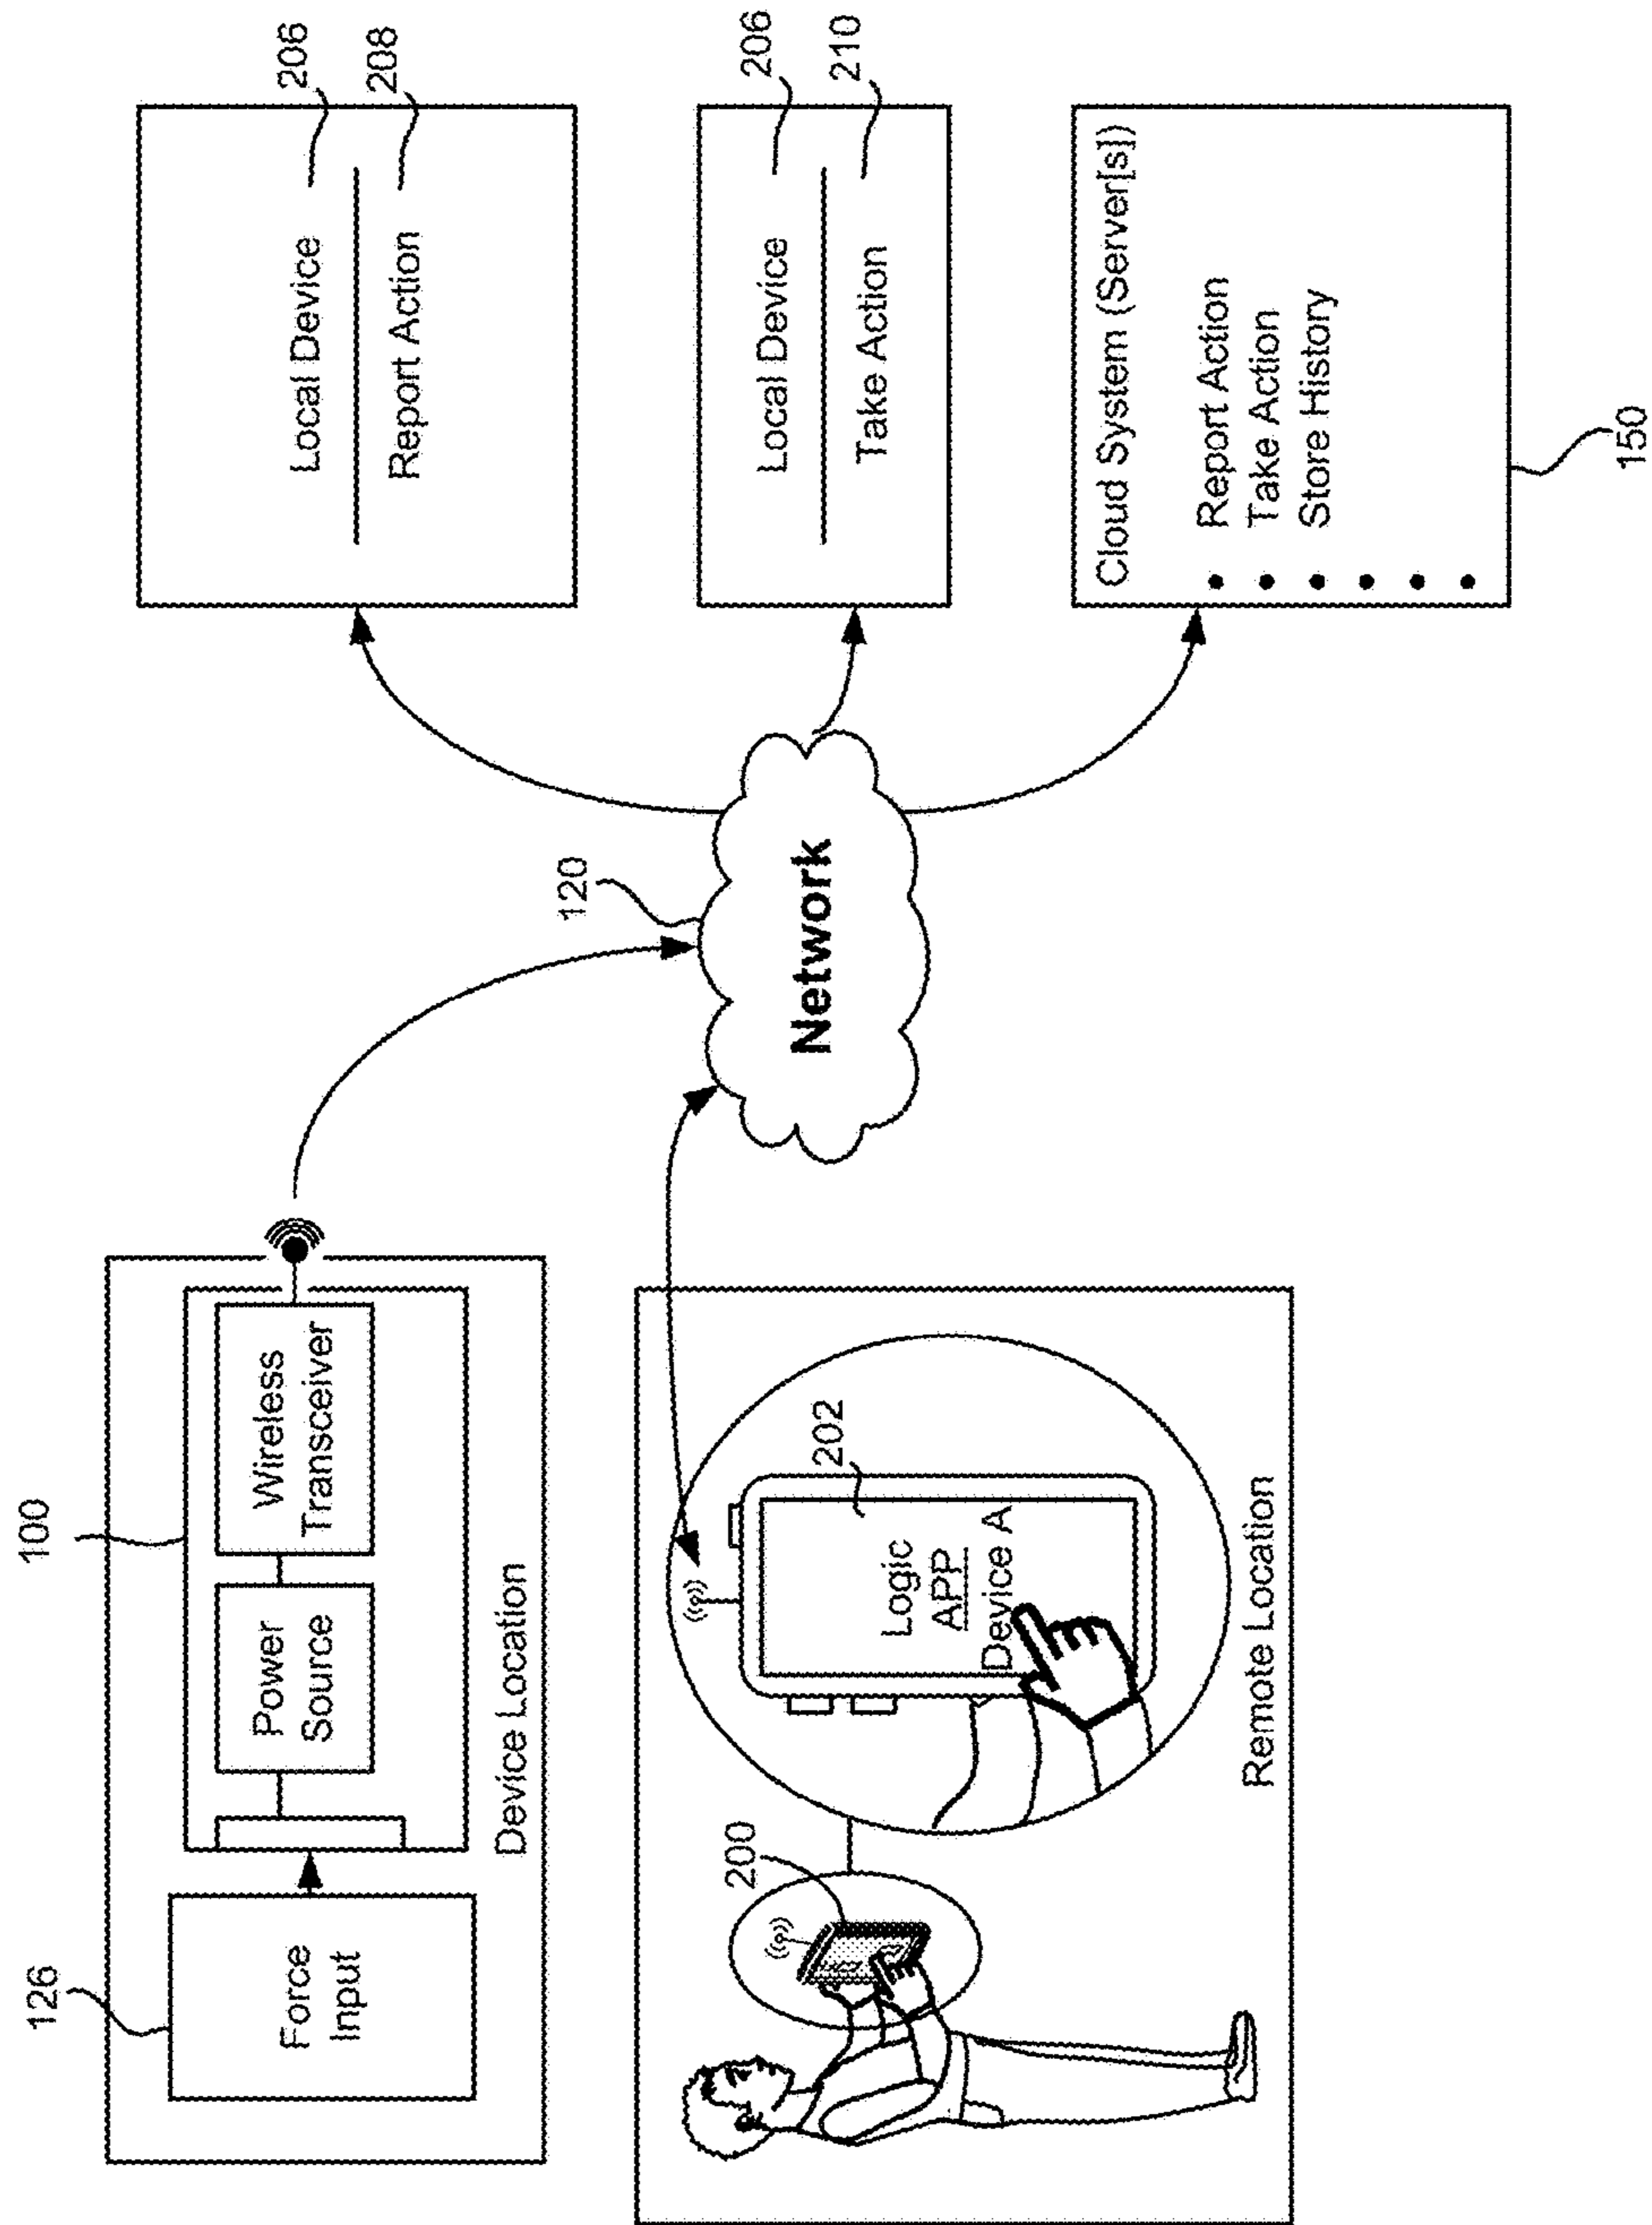 126
Force
Input
100
Power
Source
Wireless
Transceiver
Device Location
200
202
Logic
APP
Device A
Remote Location
120
Network
Local Device
206
Report Action
208
Local Device
206
Take Action
210
Cloud System (Server[s])
• Report Action
• Take Action
• Store History
•
•
•
150